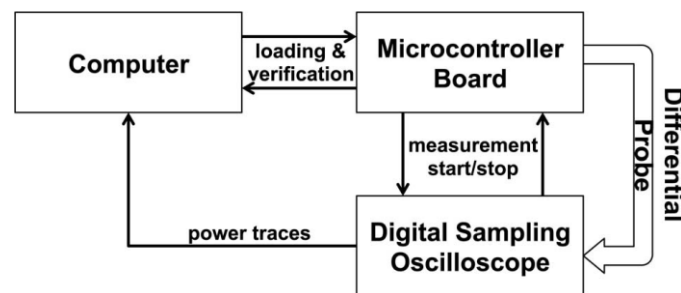 Computer
loading &
verification
Microcontroller
Board
measurement
start/stop
Differential
Probe
power traces
Digital Sampling
Oscilloscope